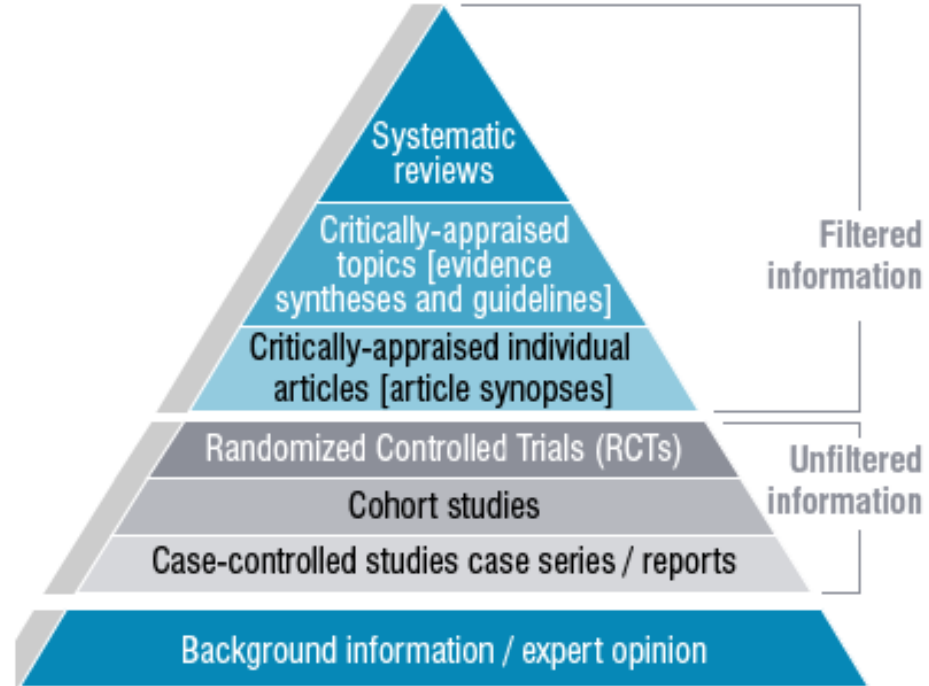 Systematic
reviews
Critically-appraised
topics [evidence
syntheses and guidelines]
Critically-appraised individual
articles [article synopses]
Filtered
information
Randomized Controlled Trials (RCTs)
Cohort studies
Case-controlled studies case series / reports
Unfiltered
information
Background information / expert opinion